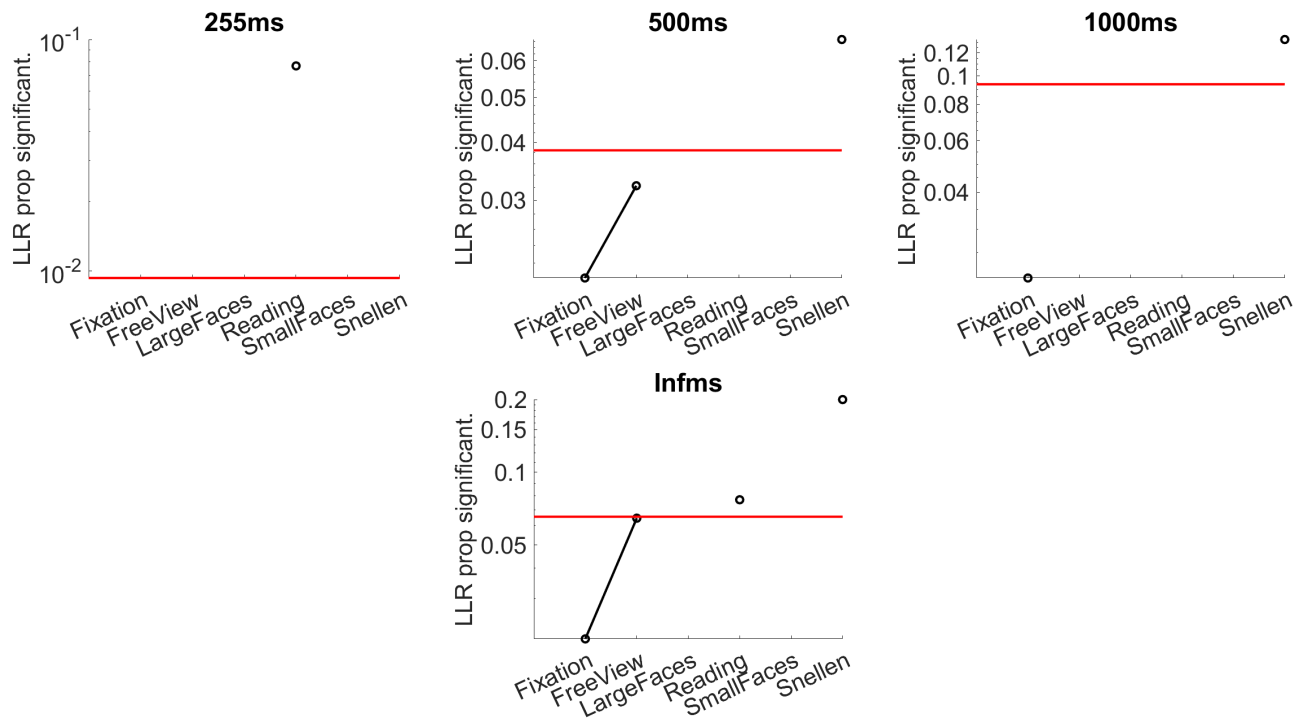 255ms
LLR prop significant.
10^-1
10^-2
Fixation
FreeView
LargeFaces
Reading
SmallFaces
Snellen
500ms
LLR prop significant.
0.06
0.05
0.04
0.03
Fixation
FreeView
LargeFaces
Reading
SmallFaces
Snellen
1000ms
LLR prop significant.
0.12
0.1
0.08
0.06
0.04
Fixation
FreeView
LargeFaces
Reading
SmallFaces
Snellen
Infms
LLR prop significant.
0.2
0.15
0.1
0.05
Fixation
FreeView
LargeFaces
Reading
SmallFaces
Snellen